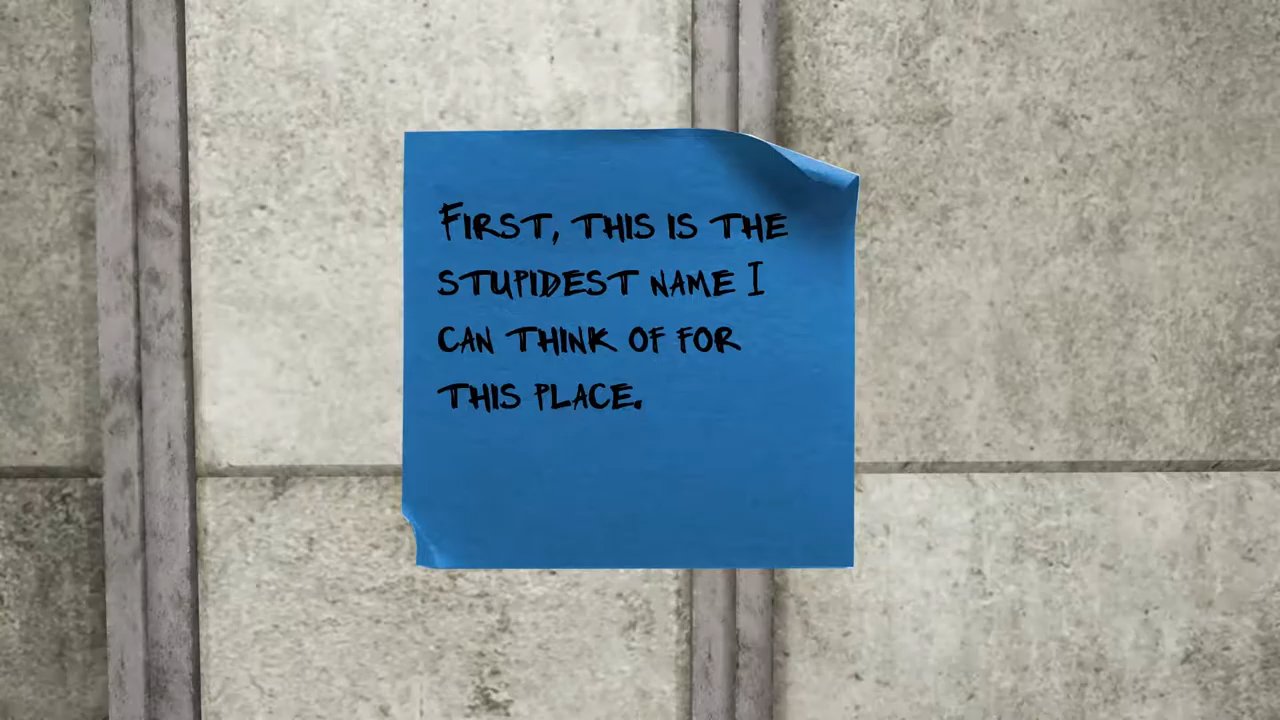 First, this is the
stupidest name I
can think of for
this place.